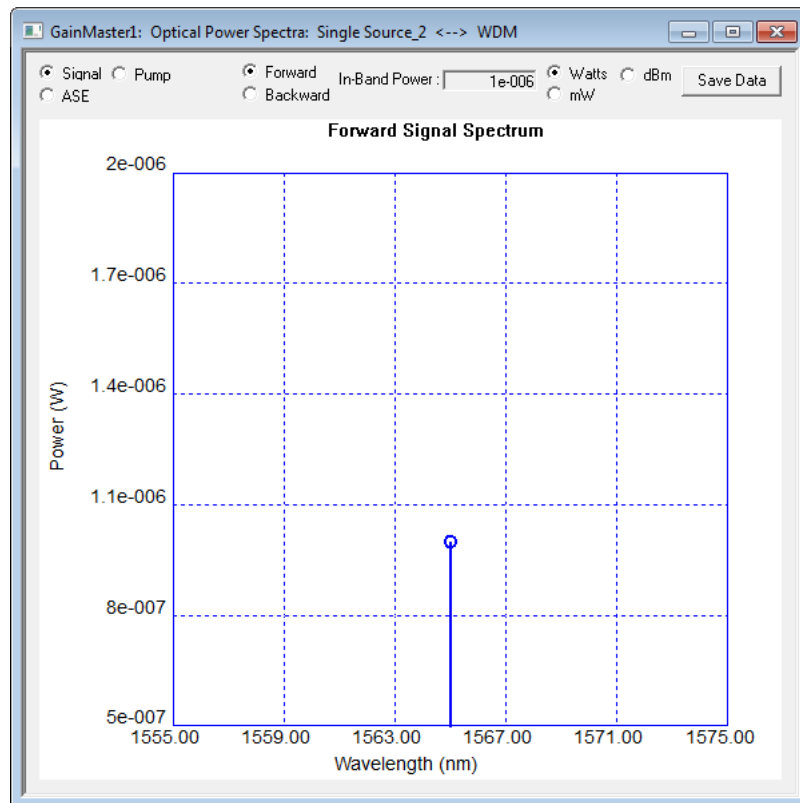 GainMaster1: Optical Power Spectra: Single Source_2 <--> WDM
Signal Pump Forward In-Band Power : 1e-006 Watts dBm Save Data
ASE Backward mW
Forward Signal Spectrum
2e-006
1.7e-006
1.4e-006
Power (W)
1.1e-006
8e-007
5e-007
1555.00 1559.00 1563.00 1567.00 1571.00 1575.00
Wavelength (nm)